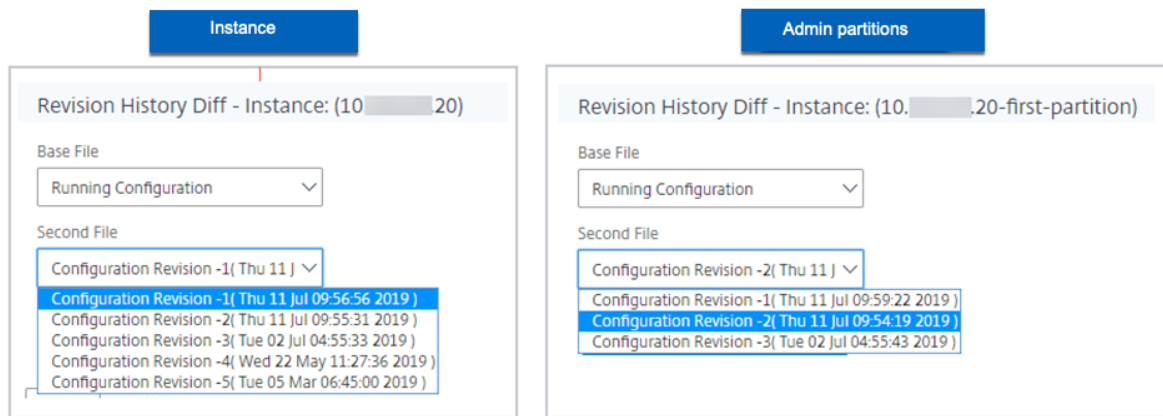 Instance
Revision History Diff - Instance: (10 .20)
Base File
Running Configuration
Second File
Configuration Revision -1( Thu 11 J
Configuration Revision -1( Thu 11 Jul 09:56:56 2019 )
Configuration Revision -2( Thu 11 Jul 09:55:31 2019 )
Configuration Revision -3( Tue 02 Jul 04:55:33 2019 )
Configuration Revision -4( Wed 22 May 11:27:36 2019 )
Configuration Revision -5( Tue 05 Mar 06:45:00 2019 )
Admin partitions
Revision History Diff - Instance: (10. .20-first-partition)
Base File
Running Configuration
Second File
Configuration Revision -2( Thu 11 J
Configuration Revision -1( Thu 11 Jul 09:59:22 2019 )
Configuration Revision -2( Thu 11 Jul 09:54:19 2019 )
Configuration Revision -3( Tue 02 Jul 04:55:43 2019 )